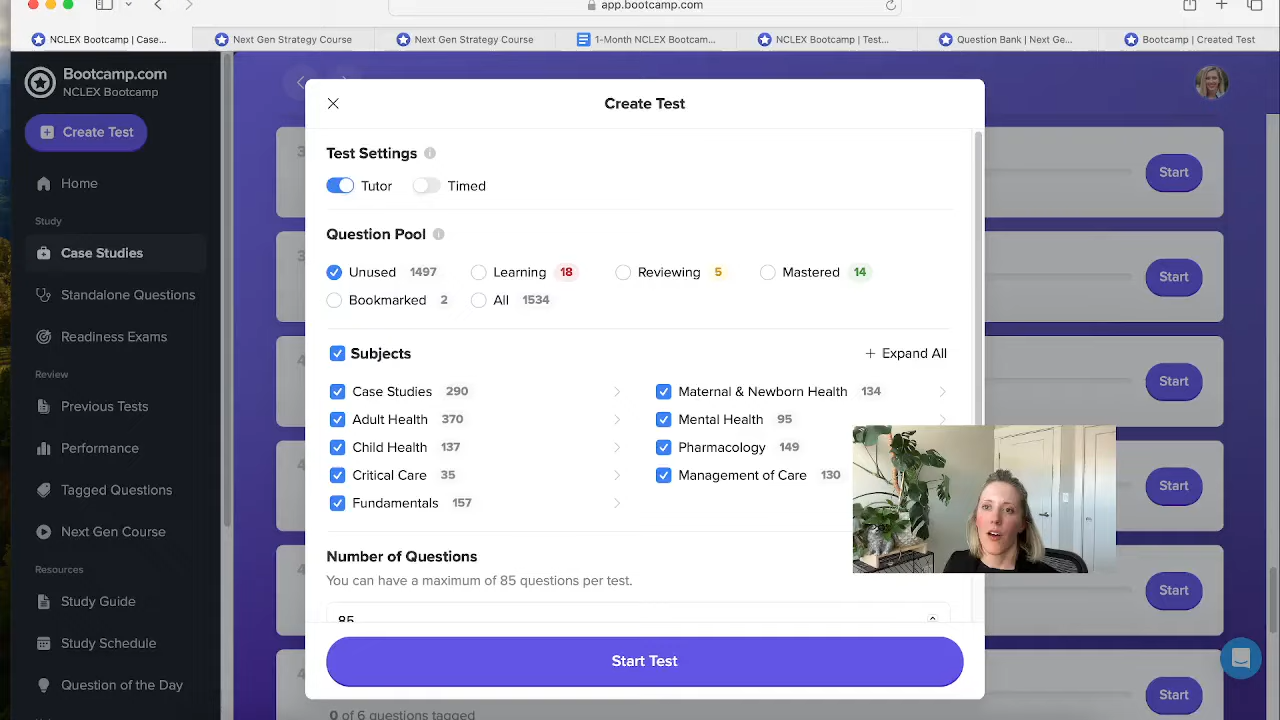 app.bootcamp.com
NCLEX Bootcamp | Case...
Next Gen Strategy Course
Next Gen Strategy Course
1-Month NCLEX Bootcam...
NCLEX Bootcamp | Test...
Question Bank | Next Ge...
Bootcamp | Created Test
Bootcamp.com
NCLEX Bootcamp
Create Test
Home
Study
Case Studies
Standalone Questions
Readiness Exams
Review
Previous Tests
Performance
Tagged Questions
Next Gen Course
Resources
Study Guide
Study Schedule
Question of the Day
Create Test
Test Settings
Tutor
Timed
Question Pool
Unused 1497
Learning 18
Reviewing 5
Mastered 14
Bookmarked 2
All 1534
Subjects
Expand All
Case Studies 290
Maternal & Newborn Health 134
Adult Health 370
Mental Health 95
Child Health 137
Pharmacology 149
Critical Care 35
Management of Care 130
Fundamentals 157
Number of Questions
You can have a maximum of 85 questions per test.
85
Start Test
0 of 6 questions tagged
Start
Start
Start
Start
Start
Start